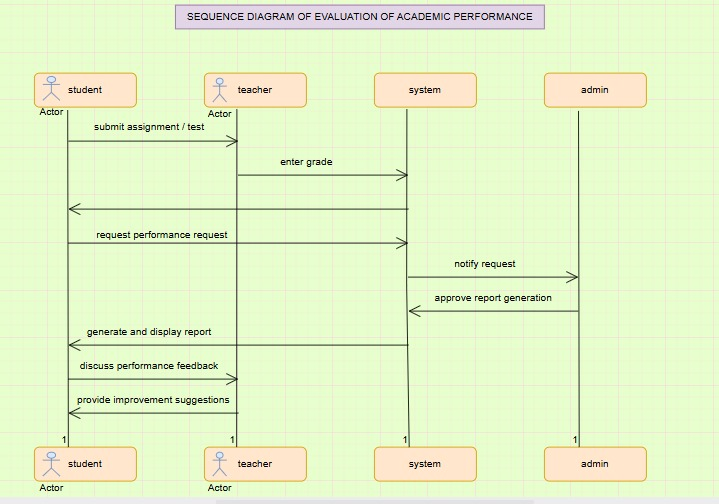 SEQUENCE DIAGRAM OF EVALUATION OF ACADEMIC PERFORMANCE
student
teacher
system
admin
Actor
Actor
submit assignment / test
enter grade
request performance request
notify request
approve report generation
generate and display report
discuss performance feedback
provide improvement suggestions
1
1
1
1
student
teacher
system
admin
Actor
Actor